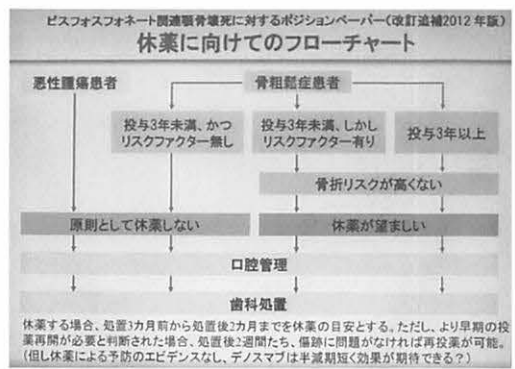 ビスフォスフォネート関連顎骨壊死に対するポジションペーパー(改訂追補2012年版)
休薬に向けてのフローチャート
悪性腫瘍患者
骨粗鬆症患者
投与3年未満、かつ
リスクファクター無し
投与3年未満、しかし
リスクファクター有り
投与3年以上
骨折リスクが高くない
原則として休薬しない
休薬が望ましい
口腔管理
歯科処置
休薬する場合、処置3カ月前から処置後2カ月までを休薬の目安とする。ただし、より早期の投
薬再開が必要と判断された場合、処置後2週間たち、傷跡に問題がなければ再投薬が可能。
(但し休薬による予防のエビデンスなし、デノスマブは半減期短く効果が期待できる?)